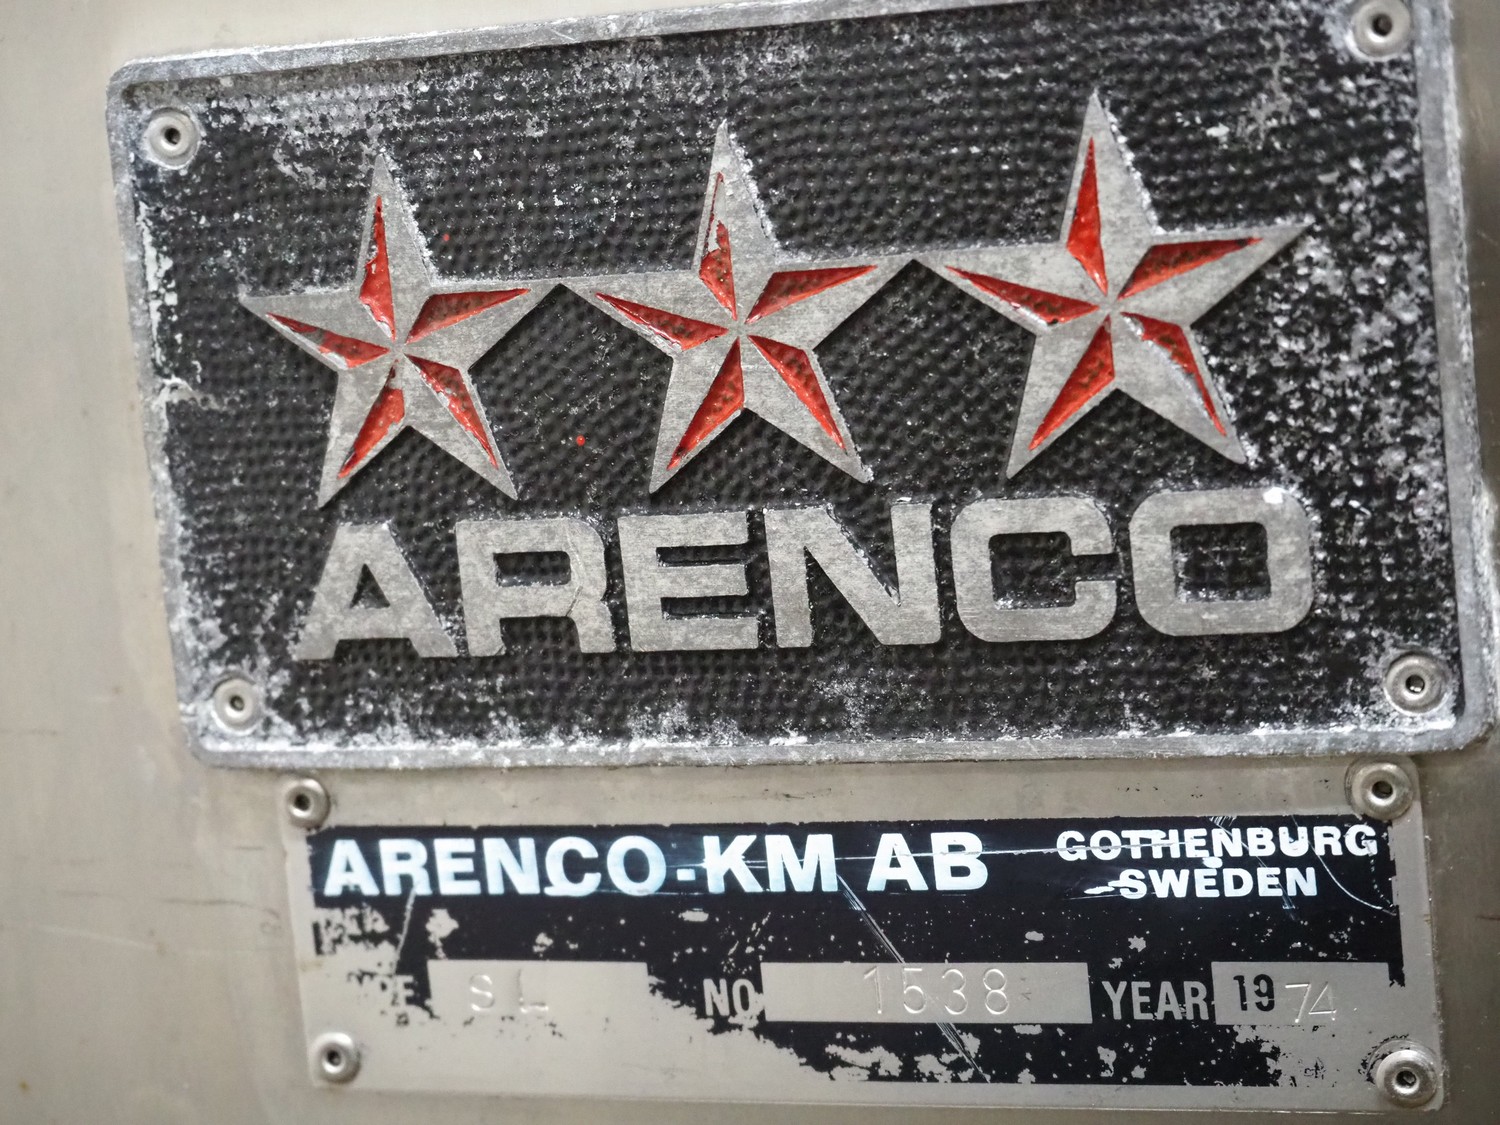 ARENCO
ARENCO-KM AB GOTHENBURG
SWEDEN
SL NO 1538 YEAR 1974